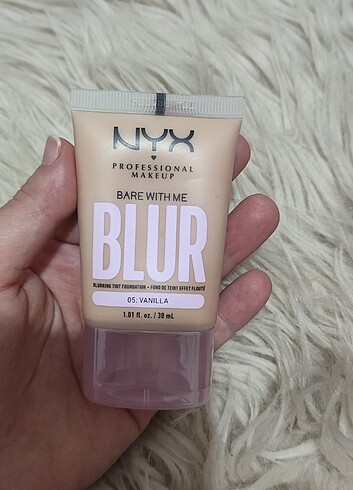 NYX
PROFESSIONAL
MAKEUP
BARE WITH ME
BLUR
BLURRING TINT FOUNDATION • FOND DE TEINT EFFET FLOUTÉ
05: VANILLA
1.01 fl. oz. / 30 mL